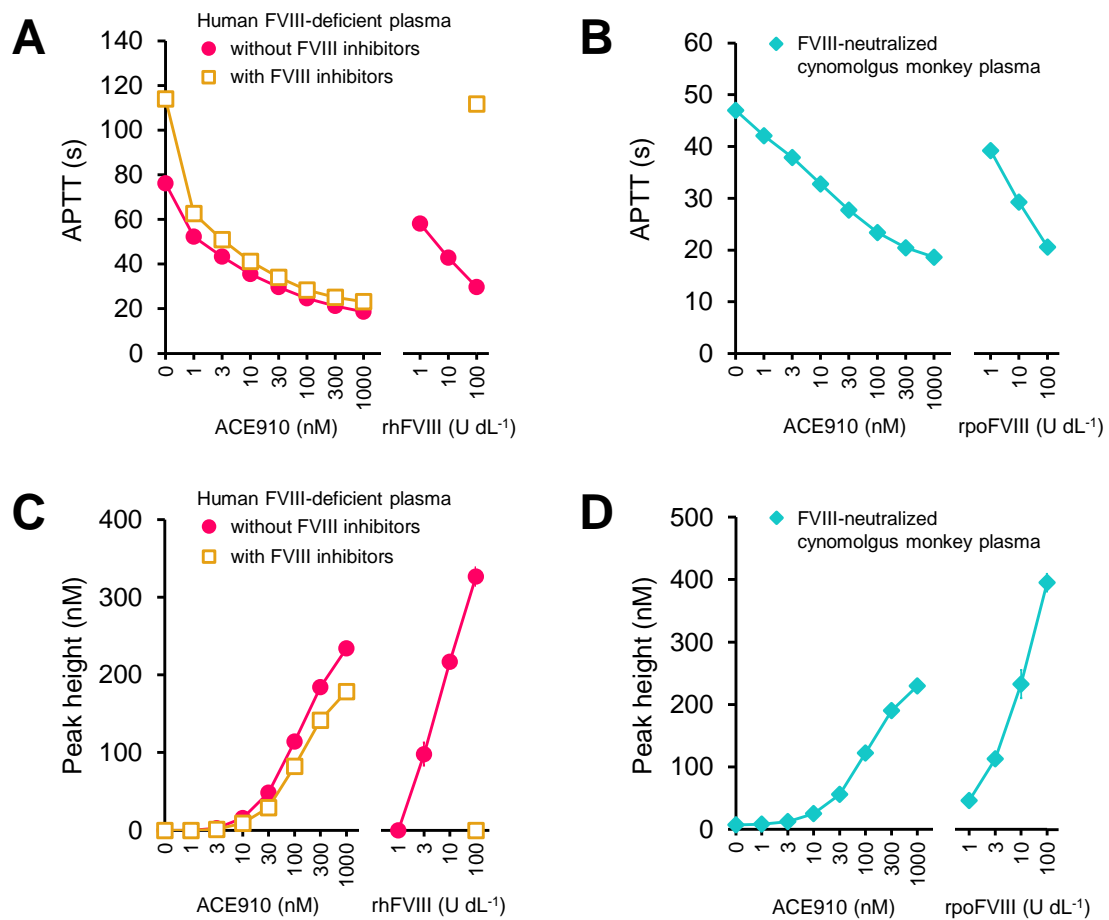 A
Human FVIII-deficient plasma
without FVIII inhibitors
with FVIII inhibitors
APTT (s)
140
120
100
80
60
40
20
0
0 1 3 10 30 100 300 1000
1 10 100
ACE910 (nM)
rhFVIII (U dL⁻¹)
B
FVIII-neutralized
cynomolgus monkey plasma
APTT (s)
60
50
40
30
20
10
0
0 1 3 10 30 100 300 1000
1 10 100
ACE910 (nM)
rpoFVIII (U dL⁻¹)
C
Human FVIII-deficient plasma
without FVIII inhibitors
with FVIII inhibitors
Peak height (nM)
400
300
200
100
0
0 1 3 10 30 100 300 1000
1 3 10 100
ACE910 (nM)
rhFVIII (U dL⁻¹)
D
FVIII-neutralized
cynomolgus monkey plasma
Peak height (nM)
500
400
300
200
100
0
0 1 3 10 30 100 300 1000
1 3 10 100
ACE910 (nM)
rpoFVIII (U dL⁻¹)